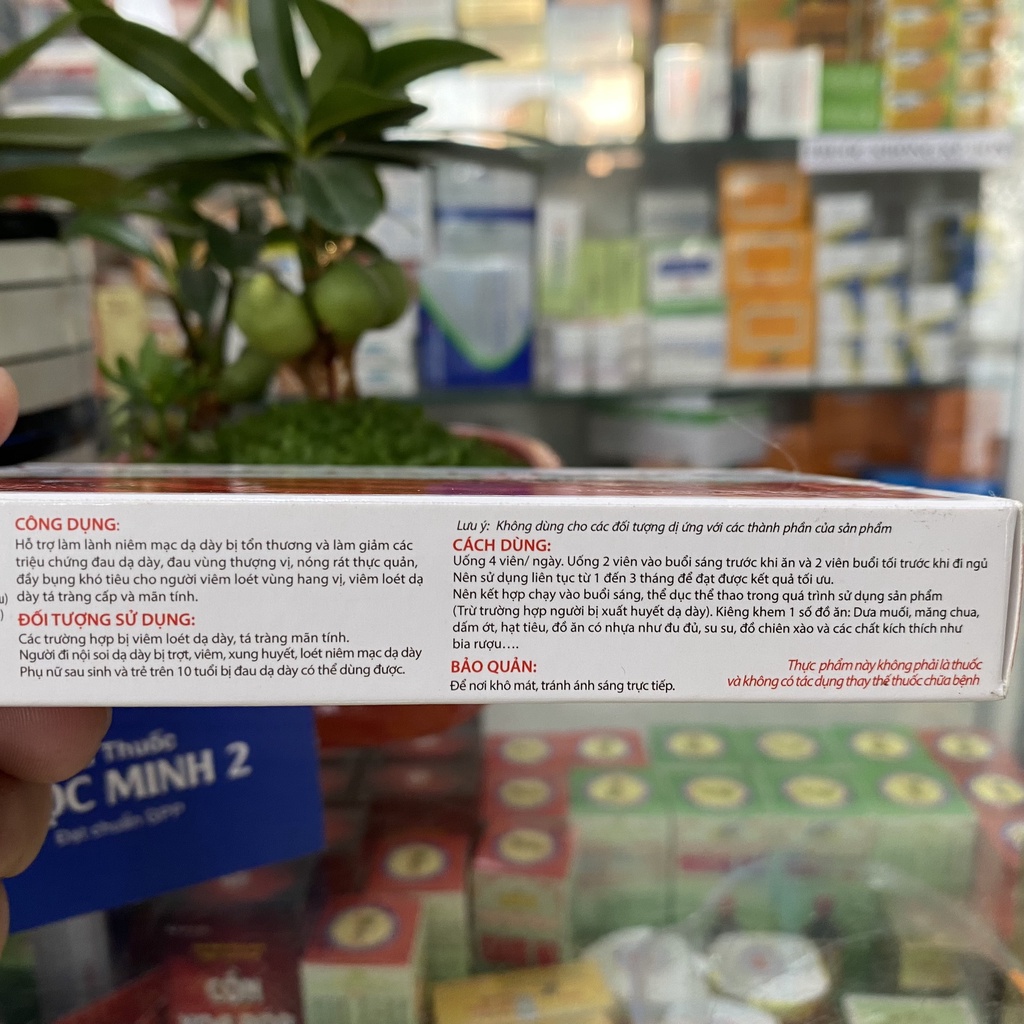 CÔNG DỤNG:
Hỗ trợ làm lành niêm mạc dạ dày bị tổn thương và làm giảm các
triệu chứng đau dạ dày, đau vùng thượng vị, nóng rát thực quản,
đầy bụng khó tiêu cho người viêm loét vùng hang vị, viêm loét dạ
dày tá tràng cấp và mãn tính.
ĐỐI TƯỢNG SỬ DỤNG:
Các trường hợp bị viêm loét dạ dày, tá tràng mãn tính.
Người đi nội soi dạ dày bị trợt, viêm, xung huyết, loét niêm mạc dạ dày
Phụ nữ sau sinh và trẻ trên 10 tuổi bị đau dạ dày có thể dùng được.
Lưu ý: Không dùng cho các đối tượng dị ứng với các thành phần của sản phẩm
CÁCH DÙNG:
Uống 4 viên/ ngày. Uống 2 viên vào buổi sáng trước khi ăn và 2 viên buổi tối trước khi đi ngủ
Nên sử dụng liên tục từ 1 đến 3 tháng để đạt được kết quả tối ưu.
Nên kết hợp chạy vào buổi sáng, thể dục thể thao trong quá trình sử dụng sản phẩm
(Trừ trường hợp người bị xuất huyết dạ dày). Kiêng khem 1 số đồ ăn: Dưa muối, măng chua,
dấm ớt, hạt tiêu, đồ ăn có nhựa như đu đủ, su su, đồ chiên xào và các chất kích thích như
bia rượu....
BẢO QUẢN:
Để nơi khô mát, tránh ánh sáng trực tiếp.
Thực phẩm này không phải là thuốc
và không có tác dụng thay thế thuốc chữa bệnh
Thuốc
ỌC MINH 2
Đạt chuẩn GPP
CỒN